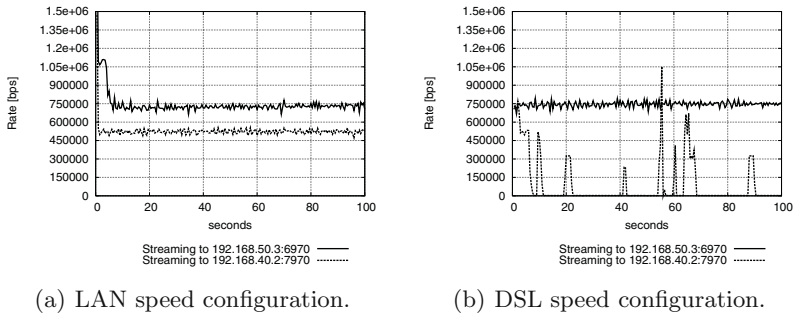 1.5e+06
1.35e+06
1.2e+06
1.05e+06
900000
750000
600000
450000
300000
150000
0
Rate [bps]
0 20 40 60 80 100
seconds
Streaming to 192.168.50.3:6970
Streaming to 192.168.40.2:7970
(a) LAN speed configuration.
1.5e+06
1.35e+06
1.2e+06
1.05e+06
900000
750000
600000
450000
300000
150000
0
Rate [bps]
0 20 40 60 80 100
seconds
Streaming to 192.168.50.3:6970
Streaming to 192.168.40.2:7970
(b) DSL speed configuration.